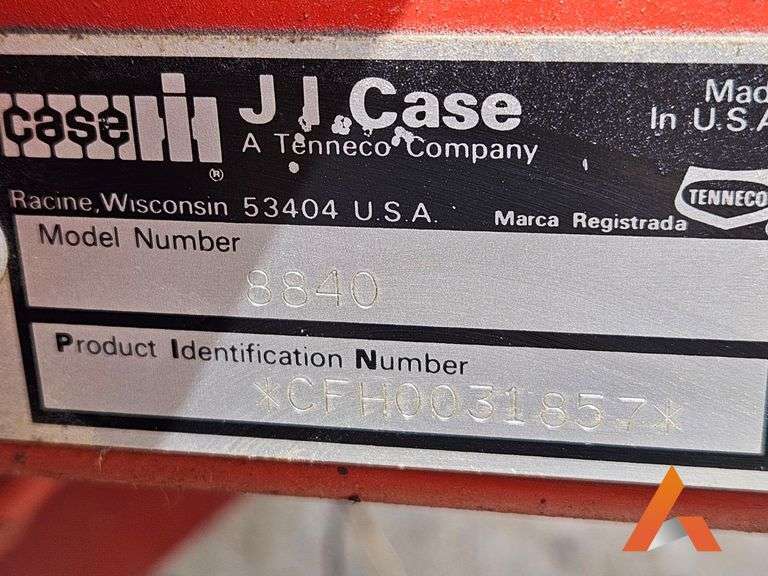 case IH
®
J I Case
A Tenneco Company
Made
In U.S.A
Racine, Wisconsin 53404 U.S.A.
Marca Registrada
TENNECO
Model Number
8840
Product Identification Number
*CFH0031857*